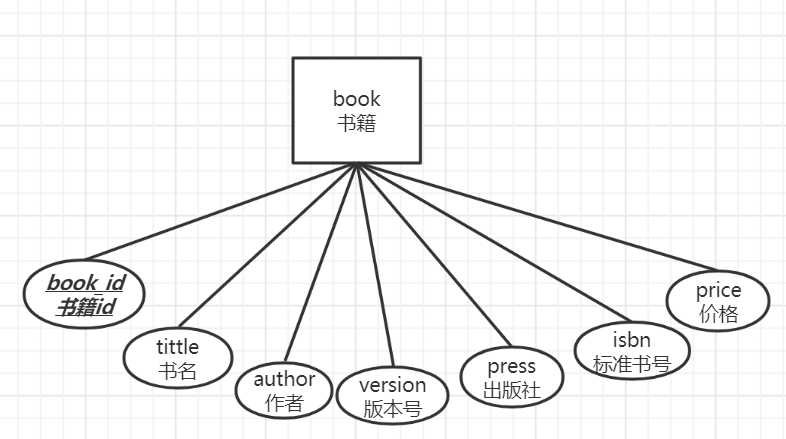 book
书籍
book_id
书籍id
tittle
书名
author
作者
version
版本号
press
出版社
isbn
标准书号
price
价格